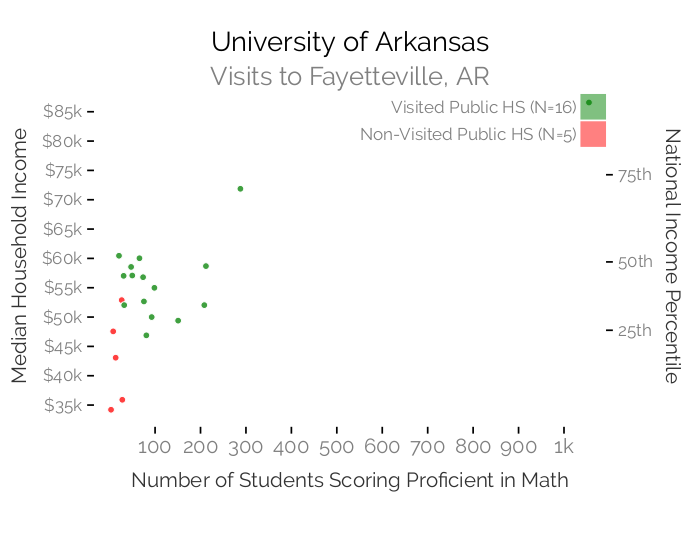 University of Arkansas
Visits to Fayetteville, AR
Visited Public HS (N=16)
Non-Visited Public HS (N=5)
Median Household Income
$85k
$80k
$75k
$70k
$65k
$60k
$55k
$50k
$45k
$40k
$35k
75th
50th
25th
National Income Percentile
100 200 300 400 500 600 700 800 900 1k
Number of Students Scoring Proficient in Math